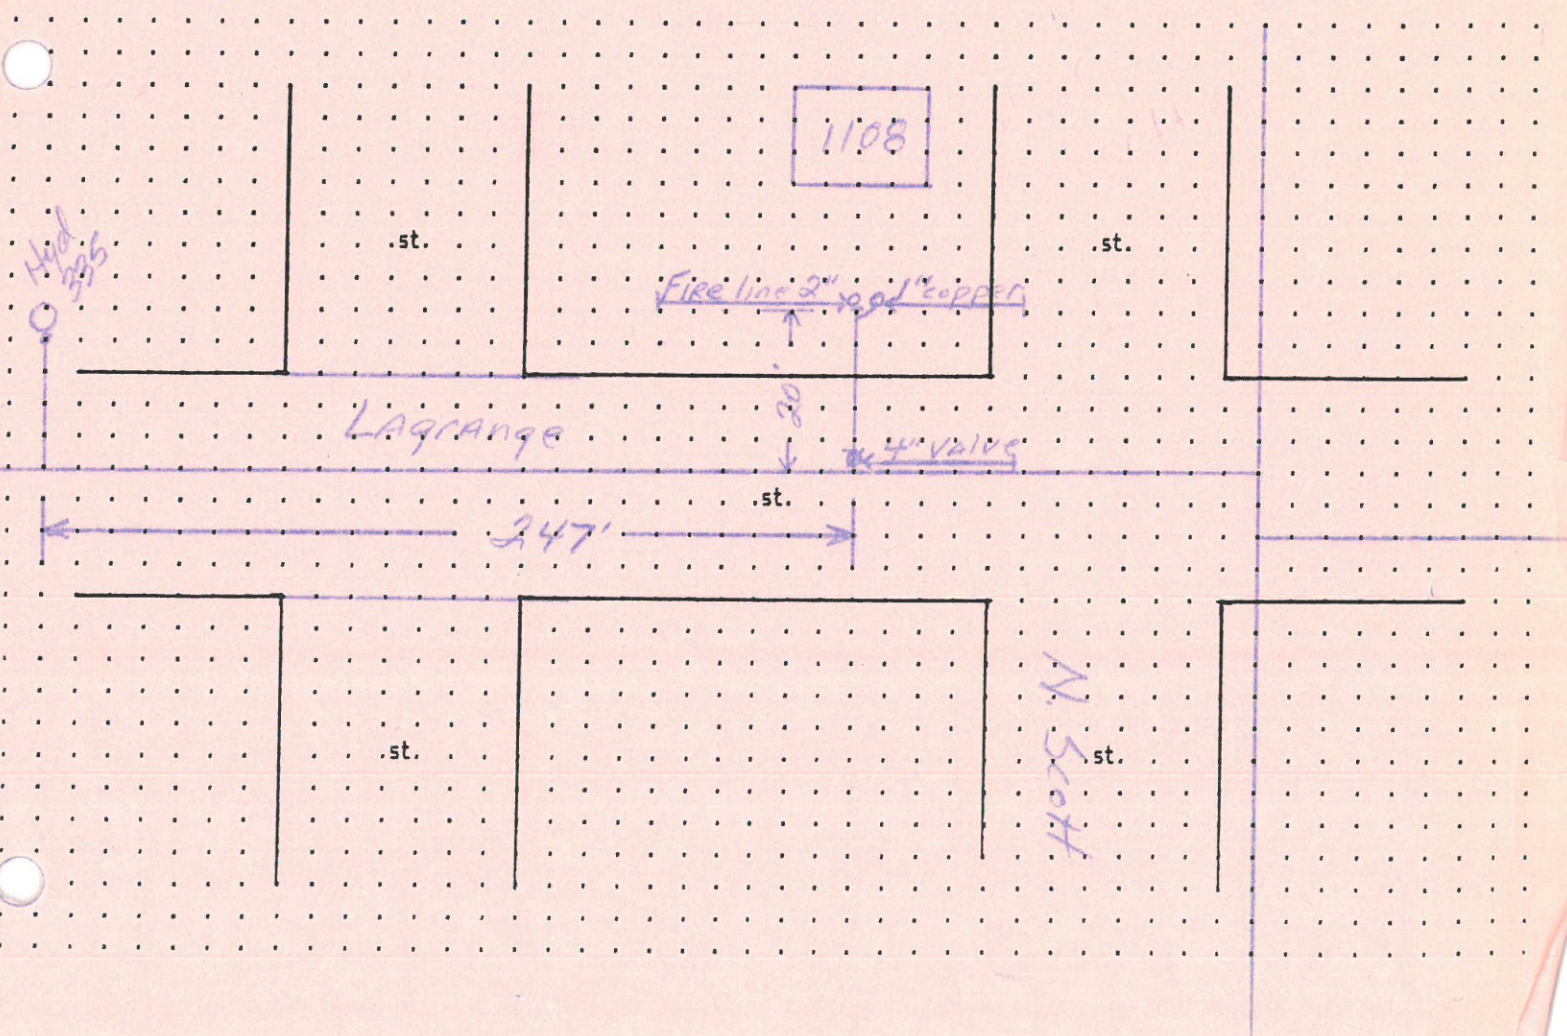 1108
Hyd
335
st.
st.
Fire line 2"
1" copper
20'
Lagrange
4" valve
st.
247'
N. Scott
st.
st.